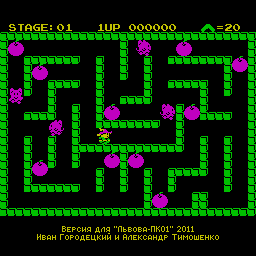 STAGE:01 1UP 000000 =20
Версия для "Львова-ПК01" 2011
Иван Городецкий и Александр Тимошенко